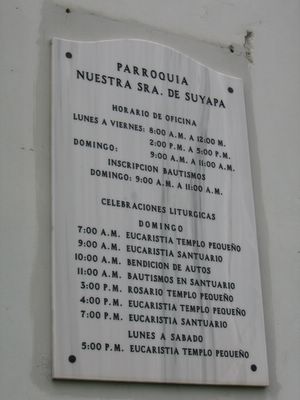 PARROQUIA
NUESTRA SRA. DE SUYAPA
HORARIO DE OFICINA
LUNES A VIERNES: 8:00 A.M. A 12:00 M.
2:00 P.M. A 5:00 P.M.
DOMINGO: 9:00 A.M. A 11:00 A.M.
INSCRIPCION BAUTISMOS
DOMINGO: 9:00 A.M. A 11:00 A.M.
CELEBRACIONES LITURGICAS
DOMINGO
7:00 A.M. EUCARISTIA TEMPLO PEQUEÑO
9:00 A.M. EUCARISTIA SANTUARIO
10:00 A.M. BENDICION DE AUTOS
11:00 A.M. BAUTISMOS EN SANTUARIO
3:00 P.M. ROSARIO TEMPLO PEQUEÑO
4:00 P.M. EUCARISTIA TEMPLO PEQUEÑO
7:00 P.M. EUCARISTIA SANTUARIO
LUNES A SABADO
5:00 P.M. EUCARISTIA TEMPLO PEQUEÑO